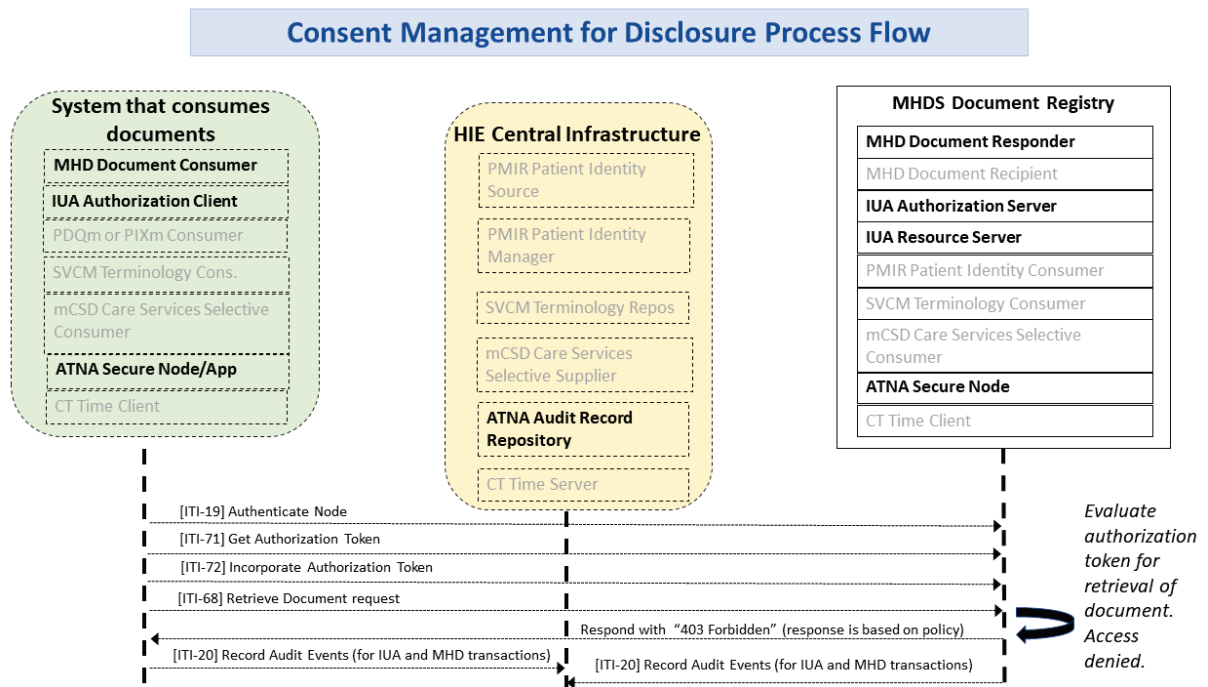 Consent Management for Disclosure Process Flow
System that consumes
documents
MHD Document Consumer
IUA Authorization Client
PDQm or PIXm Consumer
SVCM Terminology Cons.
mCSD Care Services Selective
Consumer
ATNA Secure Node/App
CT Time Client
HIE Central Infrastructure
PMIR Patient Identity
Source
PMIR Patient Identity
Manager
SVCM Terminology Repos
mCSD Care Services
Selective Supplier
ATNA Audit Record
Repository
CT Time Server
MHDS Document Registry
MHD Document Responder
MHD Document Recipient
IUA Authorization Server
IUA Resource Server
PMIR Patient Identity Consumer
SVCM Terminology Consumer
mCSD Care Services Selective
Consumer
ATNA Secure Node
CT Time Client
[ITI-19] Authenticate Node
[ITI-71] Get Authorization Token
[ITI-72] Incorporate Authorization Token
[ITI-68] Retrieve Document request
Respond with “403 Forbidden” (response is based on policy)
[ITI-20] Record Audit Events (for IUA and MHD transactions)
[ITI-20] Record Audit Events (for IUA and MHD transactions)
Evaluate
authorization
token for
retrieval of
document.
Access
denied.